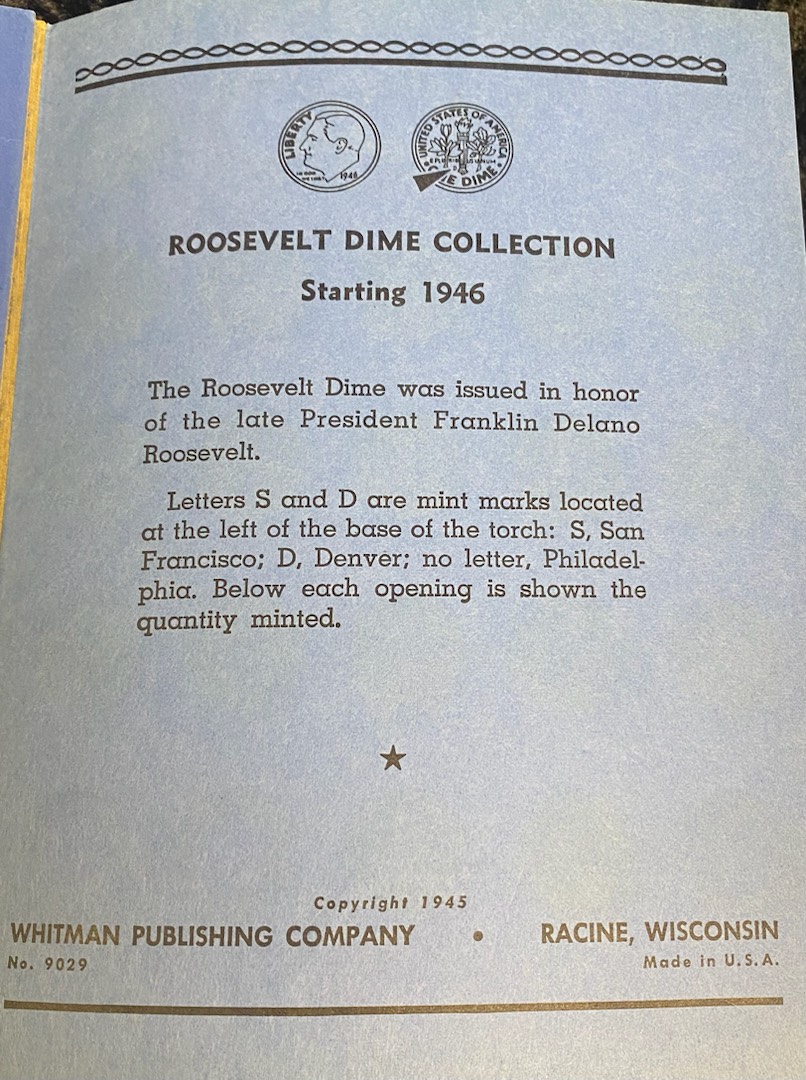 LIBERTY
IN GOD
WE TRUST
1946
UNITED STATES OF AMERICA
E PLURIBUS UNUM
E DIME
ROOSEVELT DIME COLLECTION
Starting 1946
The Roosevelt Dime was issued in honor
of the late President Franklin Delano
Roosevelt.
Letters S and D are mint marks located
at the left of the base of the torch: S, San
Francisco; D, Denver; no letter, Philadel-
phia. Below each opening is shown the
quantity minted.
Copyright 1945
WHITMAN PUBLISHING COMPANY • RACINE, WISCONSIN
No. 9029 Made in U.S.A.